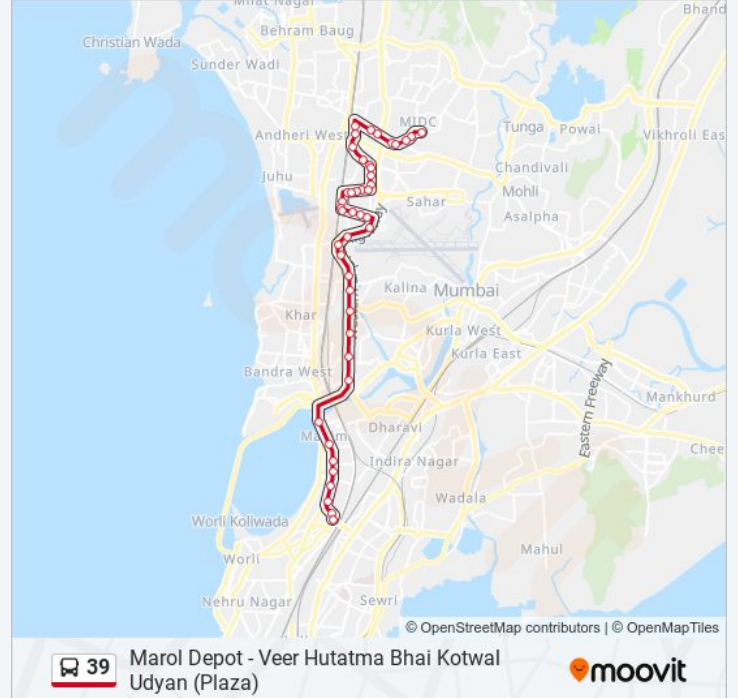 Milat Nagar
Bhand
Christian Wada
Behram Baug
Sunder Wadi
MIDC
Andheri West
Tunga
Powai
Vikhroli Eas
Juhu
Chandivali
Mohli
Sahar
Asalpha
Kalina
Mumbai
Khar
Kurla West
Kurla East
Bandra West
Eastern Freeway
Mankhurd
Dharavi
Chee
Indira Nagar
Wadala
Worli Koliwada
Mahul
Worli
Nehru Nagar
Sewri
© OpenStreetMap contributors | © OpenMapTiles
39
Marol Depot - Veer Hutatma Bhai Kotwal
Udyan (Plaza)
moovit